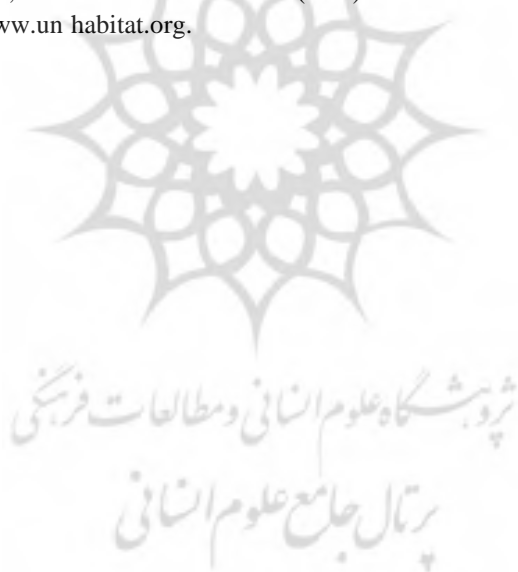 ww.un habitat.org.
پژوهشگاه علوم انسانی و مطالعات فرهنگی
پرتال جامع علوم انسانی